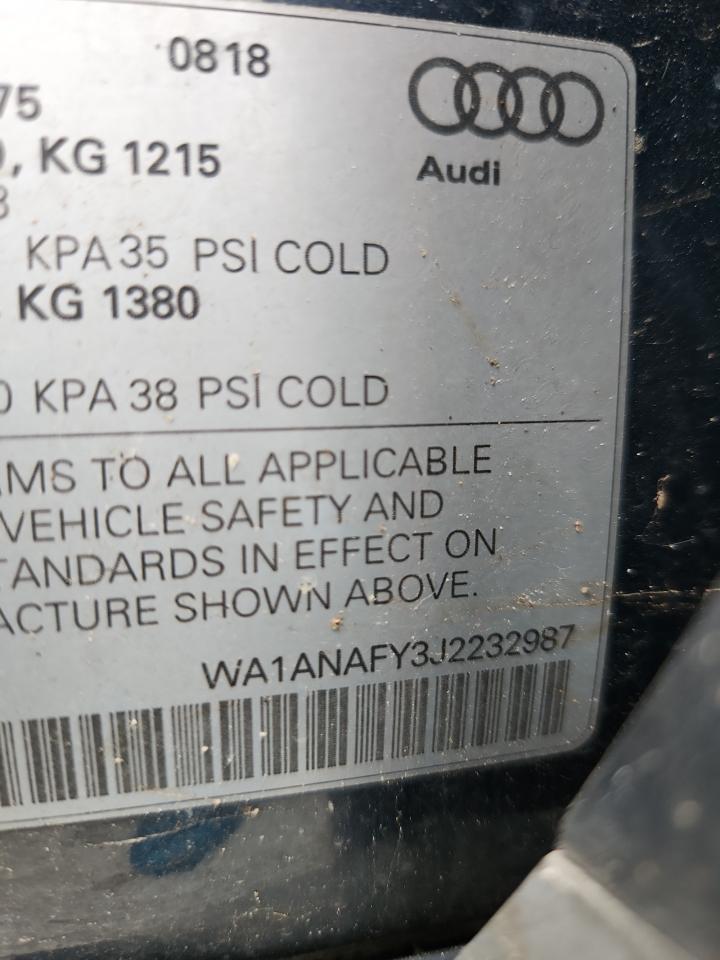 0818
Audi
75
, KG 1215
KPA 35 PSI COLD
KG 1380
0 KPA 38 PSI COLD
MS TO ALL APPLICABLE
VEHICLE SAFETY AND
TANDARDS IN EFFECT ON
ACTURE SHOWN ABOVE.
WA1ANAFY3J2232987